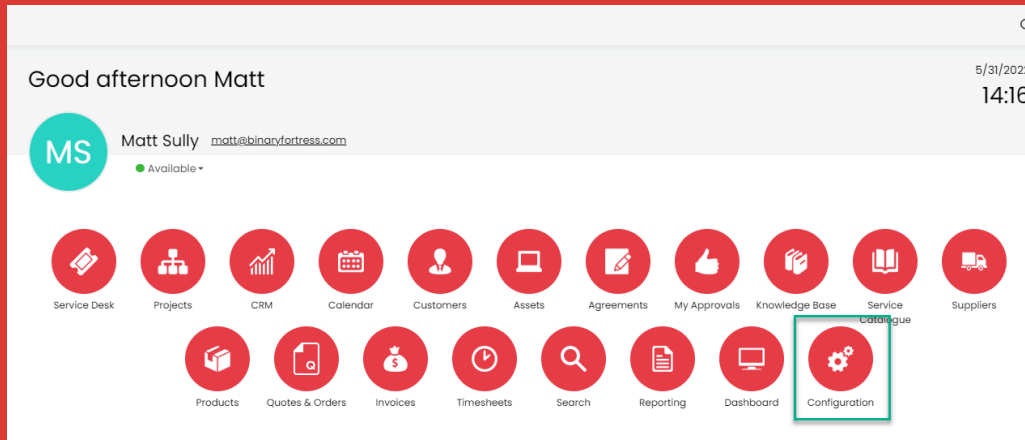 5/31/202
Good afternoon Matt
14:16
MS
Matt Sully matt@binaryfortress.com
Available
Service Desk
Projects
CRM
Calendar
Customers
Assets
Agreements
My Approvals
Knowledge Base
Service
Catalogue
Suppliers
Q
$
Products
Quotes & Orders
Invoices
Timesheets
Search
Reporting
Dashboard
Configuration